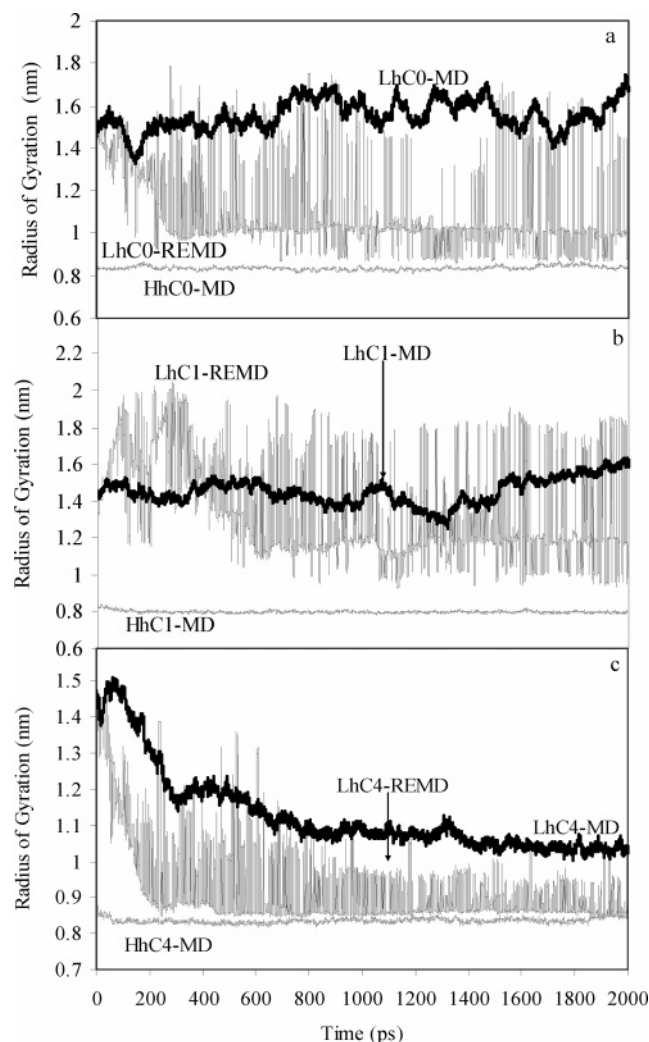 a
Radius of Gyration (nm)
2
1.8
1.6
1.4
1.2
1
0.8
0.6
LhC0-MD
LhC0-REMD
HhC0-MD
b
Radius of Gyration (nm)
2.2
2
1.8
1.6
1.4
1.2
1
0.8
0.6
LhC1-MD
LhC1-REMD
HhC1-MD
c
Radius of Gyration (nm)
1.5
1.4
1.3
1.2
1.1
1
0.9
0.8
0.7
LhC4-REMD
LhC4-MD
HhC4-MD
0 200 400 600 800 1000 1200 1400 1600 1800 2000
Time (ps)